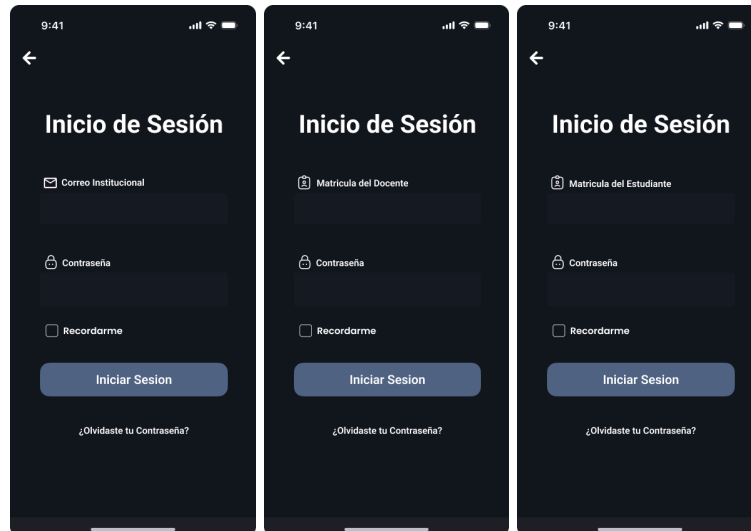 9:41
Inicio de Sesión
Correo Institucional
Contraseña
Recordarme
Iniciar Sesion
¿Olvidaste tu Contraseña?
9:41
Inicio de Sesión
Matricula del Docente
Contraseña
Recordarme
Iniciar Sesion
¿Olvidaste tu Contraseña?
9:41
Inicio de Sesión
Matricula del Estudiante
Contraseña
Recordarme
Iniciar Sesion
¿Olvidaste tu Contraseña?